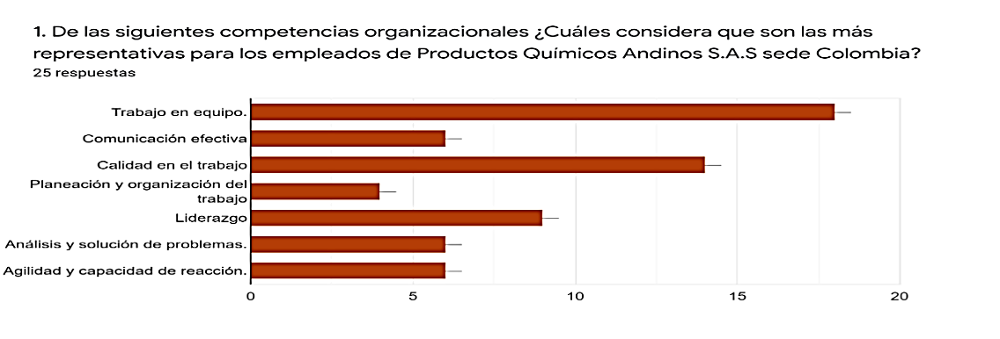 1. De las siguientes competencias organizacionales ¿Cuáles considera que son las más
representativas para los empleados de Productos Químicos Andinos S.A.S sede Colombia?
25 respuestas
Trabajo en equipo.
Comunicación efectiva
Calidad en el trabajo
Planeación y organización del
trabajo
Liderazgo
Análisis y solución de problemas.
Agilidad y capacidad de reacción.
0 5 10 15 20